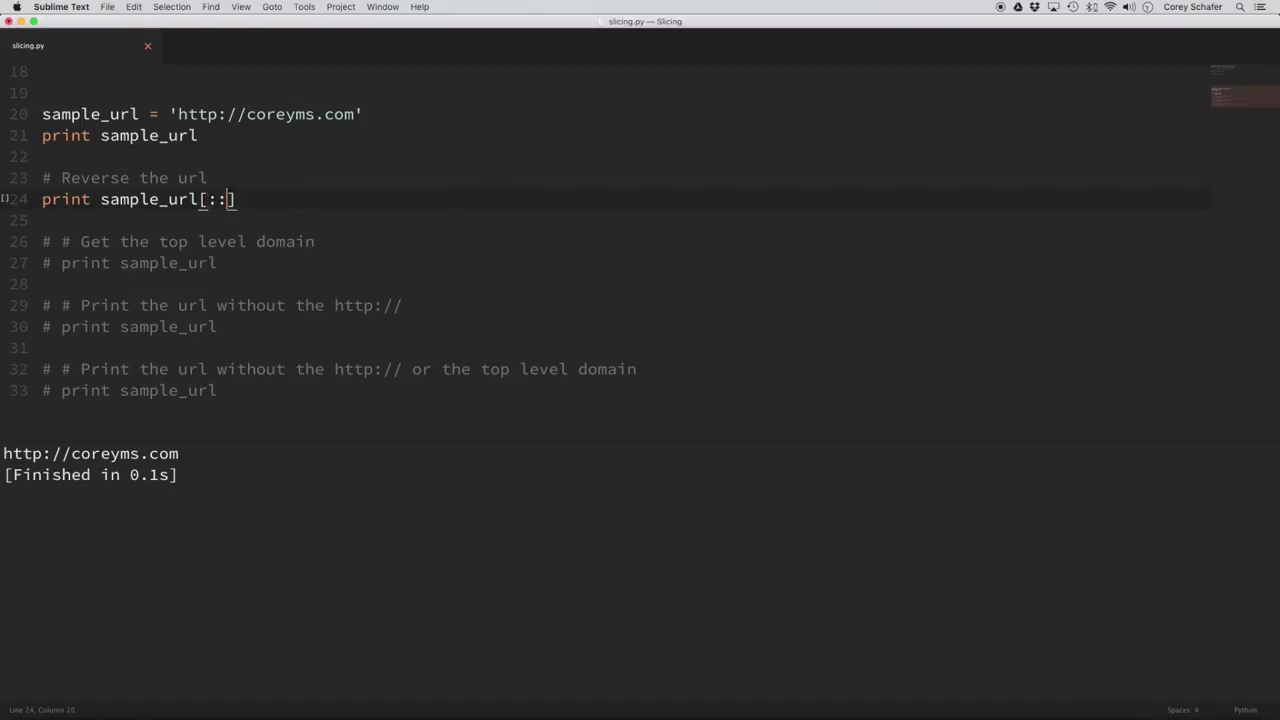 Sublime Text File Edit Selection Find View Goto Tools Project Window Help Corey Schafer
slicing.py — Slicing
slicing.py
18
19
20 sample_url = 'http://coreyms.com'
21 print sample_url
22
23 # Reverse the url
[] 24 print sample_url[::]
25
26 # # Get the top level domain
27 # print sample_url
28
29 # # Print the url without the http://
30 # print sample_url
31
32 # # Print the url without the http:// or the top level domain
33 # print sample_url
http://coreyms.com
[Finished in 0.1s]
Line 24, Column 20 Spaces: 4 Python